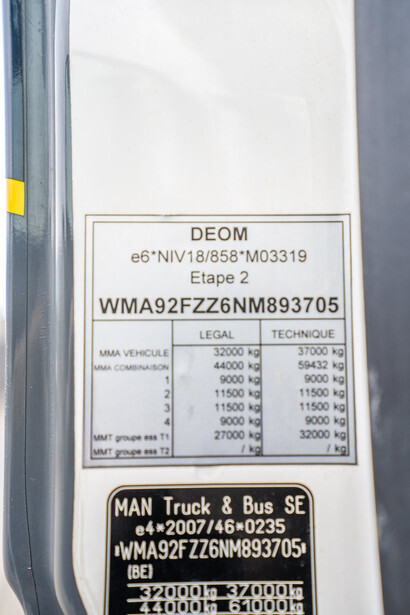 DEOM
e6*NIV18/858*M03319
Etape 2
WMA92FZZ6NM893705
LEGAL TECHNIQUE
MMA VEHICULE 32000 kg 37000 kg
MMA COMBINAISON 44000 kg 59432 kg
1 9000 kg 9000 kg
2 11500 kg 11500 kg
3 11500 kg 11500 kg
4 9000 kg 9000 kg
MMT groupe ess T1 27000 kg 32000 kg
MMT groupe ess T2 / kg / kg
MAN Truck & Bus SE
e4*2007/46*0235
*WMA92FZZ6NM893705*
(BE)
32000kg 37000kg
44000kg 61000kg